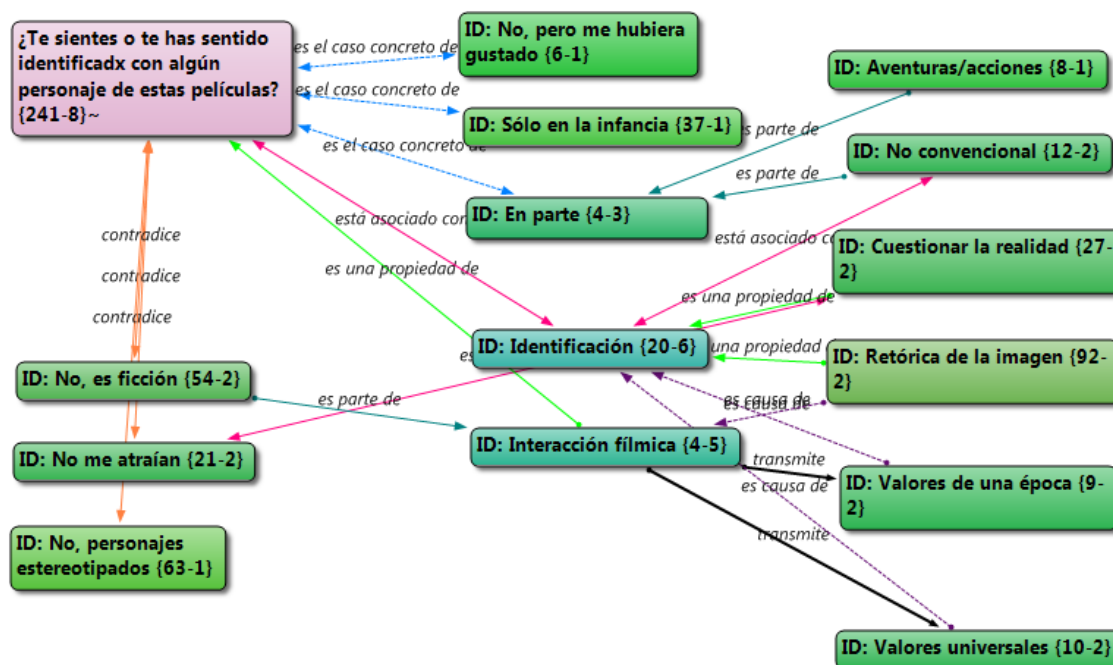 ¿Te sientes o te has sentido
identificadx con algún
personaje de estas películas?
{241-8}~
ID: No, pero me hubiera
gustado {6-1}
es el caso concreto de
es el caso concreto de
ID: Aventuras/acciones {8-1}
ID: Sólo en la infancia {37-1}
es el caso concreto de
es parte de
ID: No convencional {12-2}
es parte de
ID: En parte {4-3}
contradice
está asociado con
está asociado co
ID: Cuestionar la realidad {27-
2}
es una propiedad de
contradice
es una propiedad de
contradice
ID: Identificación {20-6}
una propiedad
ID: Retórica de la imagen {92-
2}
es
ID: No, es ficción {54-2}
es parte de
es causa de
es causa de
ID: No me atraían {21-2}
ID: Interacción fílmica {4-5}
transmite
es causa de
ID: Valores de una época {9-
2}
ID: No, personajes
estereotipados {63-1}
transmite
ID: Valores universales {10-2}